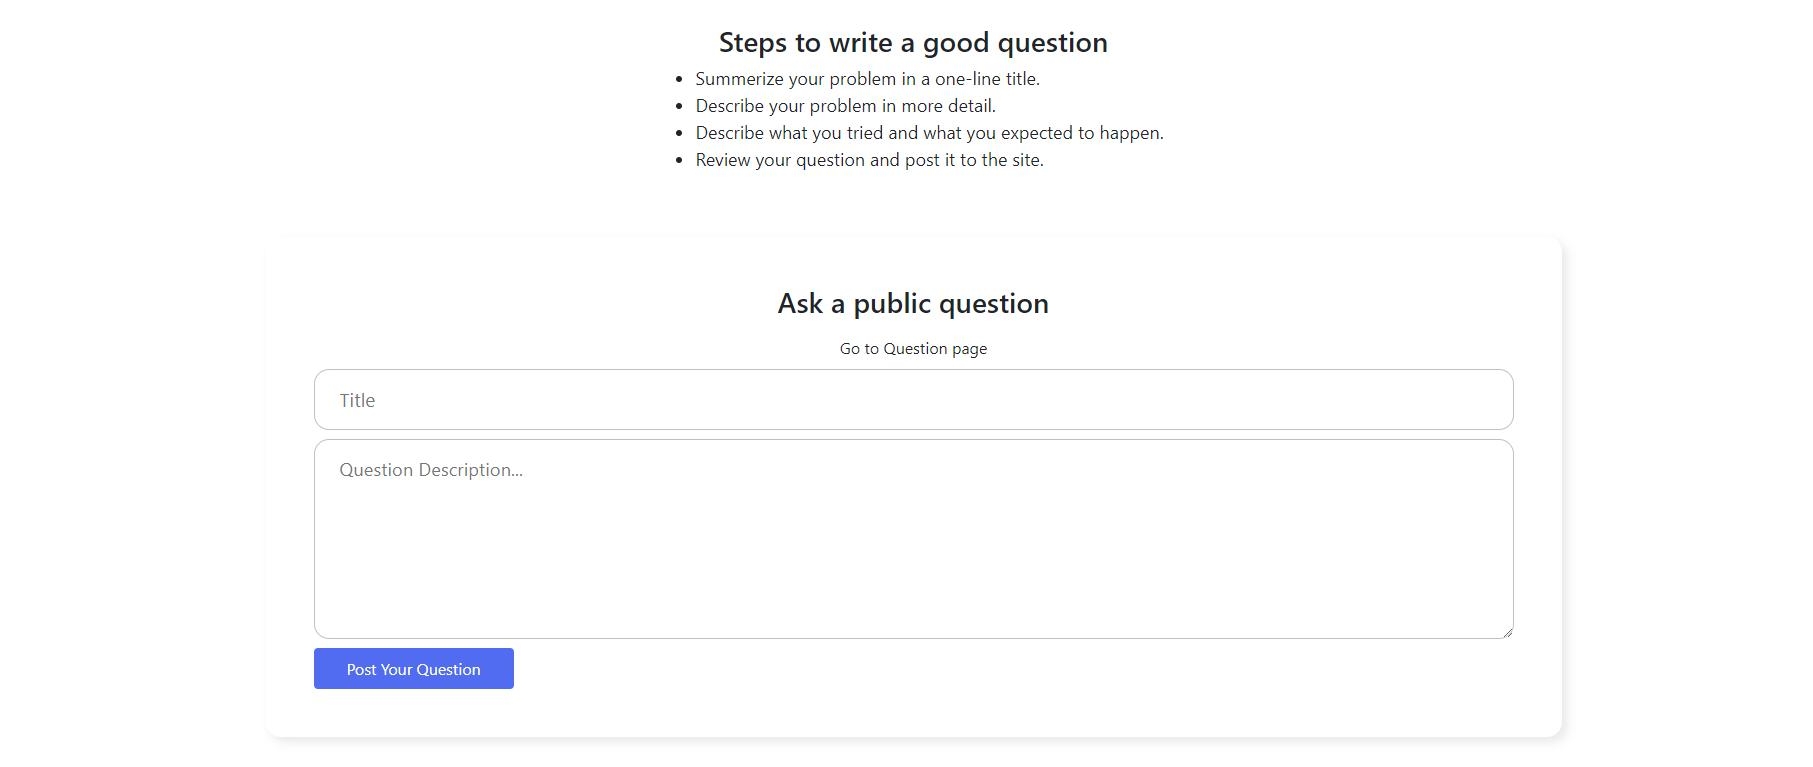 Steps to write a good question
• Summerize your problem in a one-line title.
• Describe your problem in more detail.
• Describe what you tried and what you expected to happen.
• Review your question and post it to the site.
Ask a public question
Go to Question page
Title
Question Description...
Post Your Question